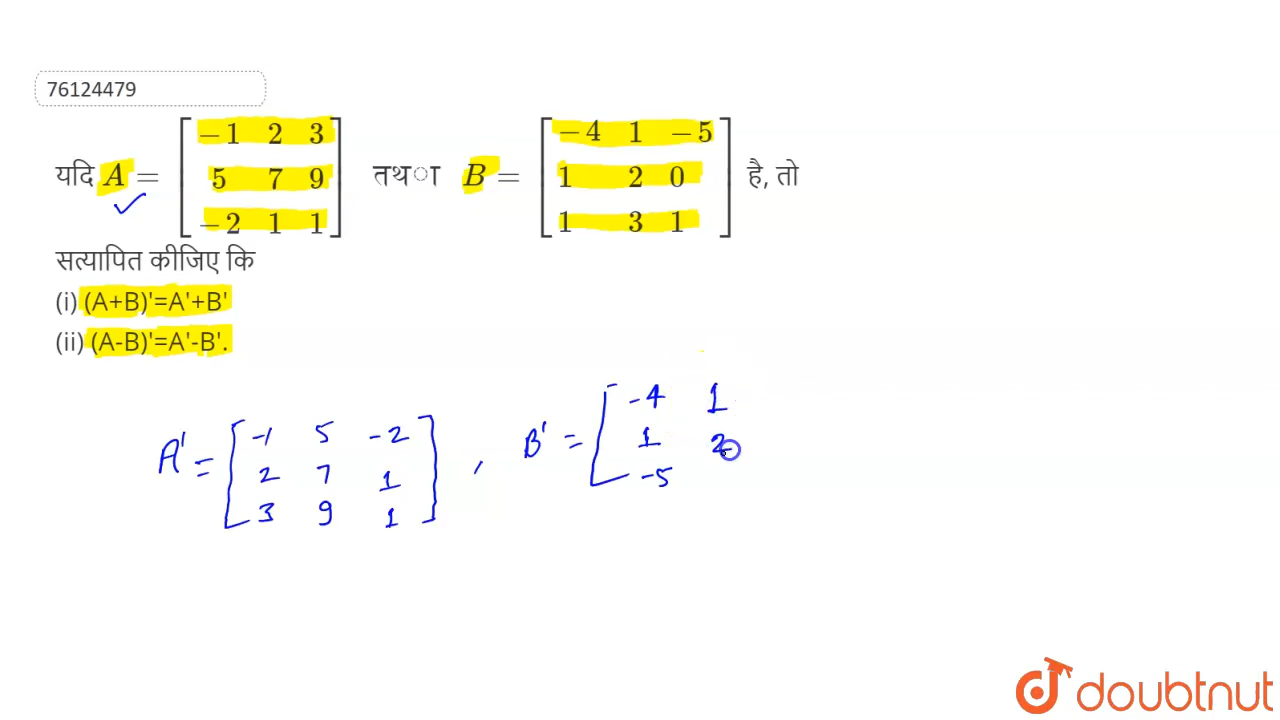 76124479
यदि A = [ -1 2 3 तथा B = [ -4 1 -5 है, तो
5 7 9 1 2 0
-2 1 1 ] 1 3 1 ]
सत्यापित कीजिए कि
(i) (A+B)'=A'+B'
(ii) (A-B)'=A'-B'.
A' = [ -1 5 -2 , B' = [ -4 1
2 7 1 1 2
3 9 1 ] -5
doubtnut